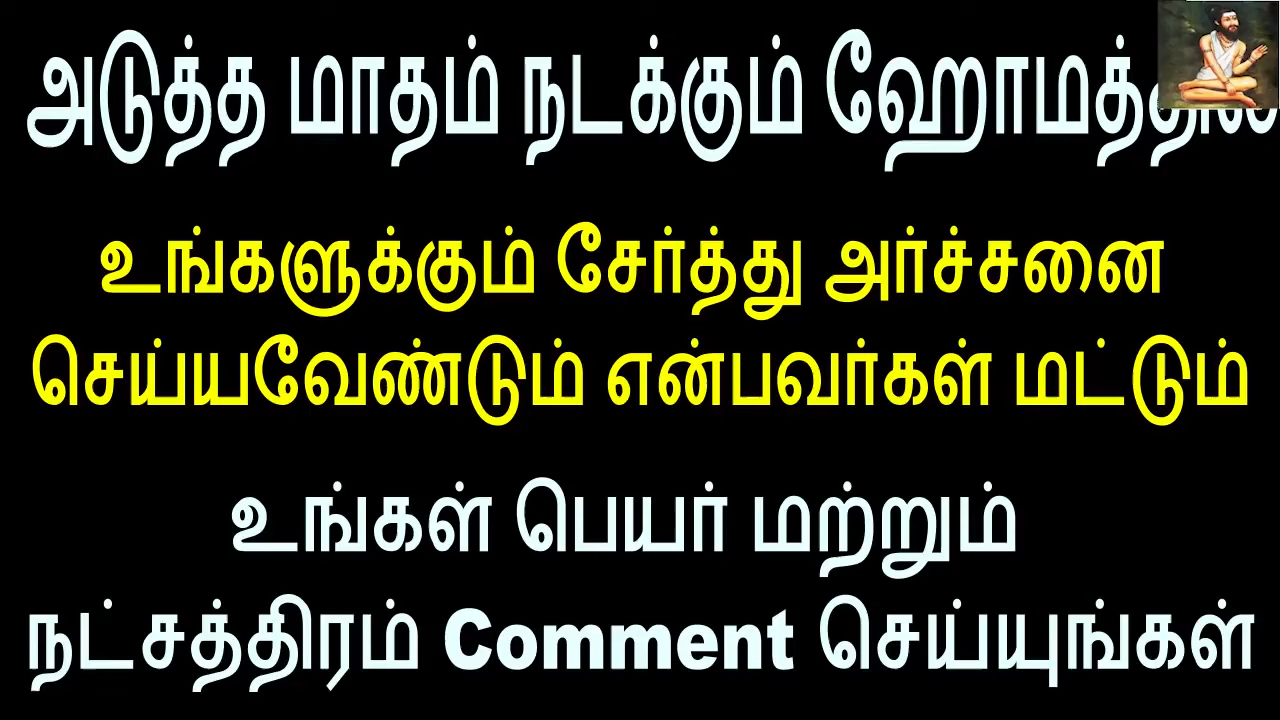 அடுத்த மாதம் நடக்கும் ஹோமத்தில்
உங்களுக்கும் சேர்த்து அர்ச்சனை
செய்யவேண்டும் என்பவர்கள் மட்டும்
உங்கள் பெயர் மற்றும்
நட்சத்திரம் Comment செய்யுங்கள்